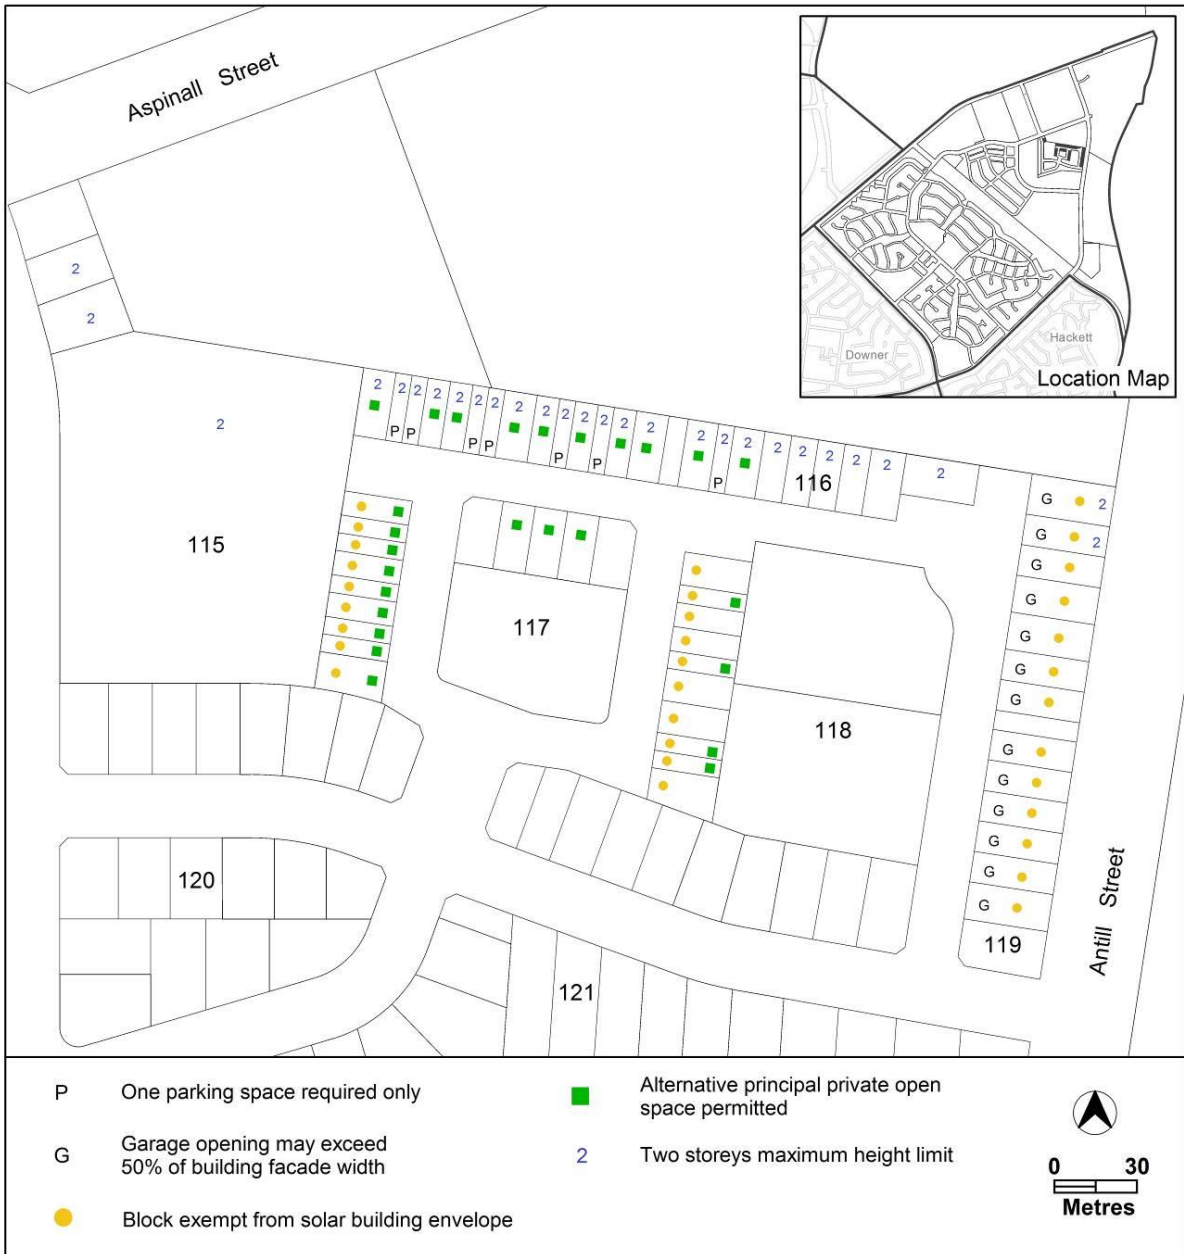 Aspinall Street
Downer
Hackett
Location Map
2
2
2
2 2 2 2 2 2 2 2 2 2 2 2 2 2 2 2 2 2 2 2 2 2 2
P P P P P P P
116
G 2
G 2
G
G
G
G
G
G
G
G
G
G
G
115
117
118
119
120
121
Antill Street
P One parking space required only
G Garage opening may exceed
50% of building facade width
Block exempt from solar building envelope
Alternative principal private open
space permitted
2 Two storeys maximum height limit
0 30
Metres